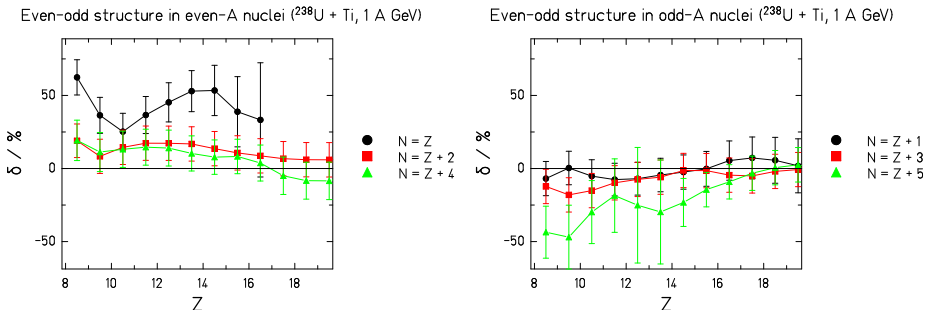 Even-odd structure in even-A nuclei (²³⁸U + Ti, 1 A GeV)
δ / %
50
0
−50
8 10 12 14 16 18
Z
N = Z
N = Z + 2
N = Z + 4
Even-odd structure in odd-A nuclei (²³⁸U + Ti, 1 A GeV)
δ / %
50
0
−50
8 10 12 14 16 18
Z
N = Z + 1
N = Z + 3
N = Z + 5